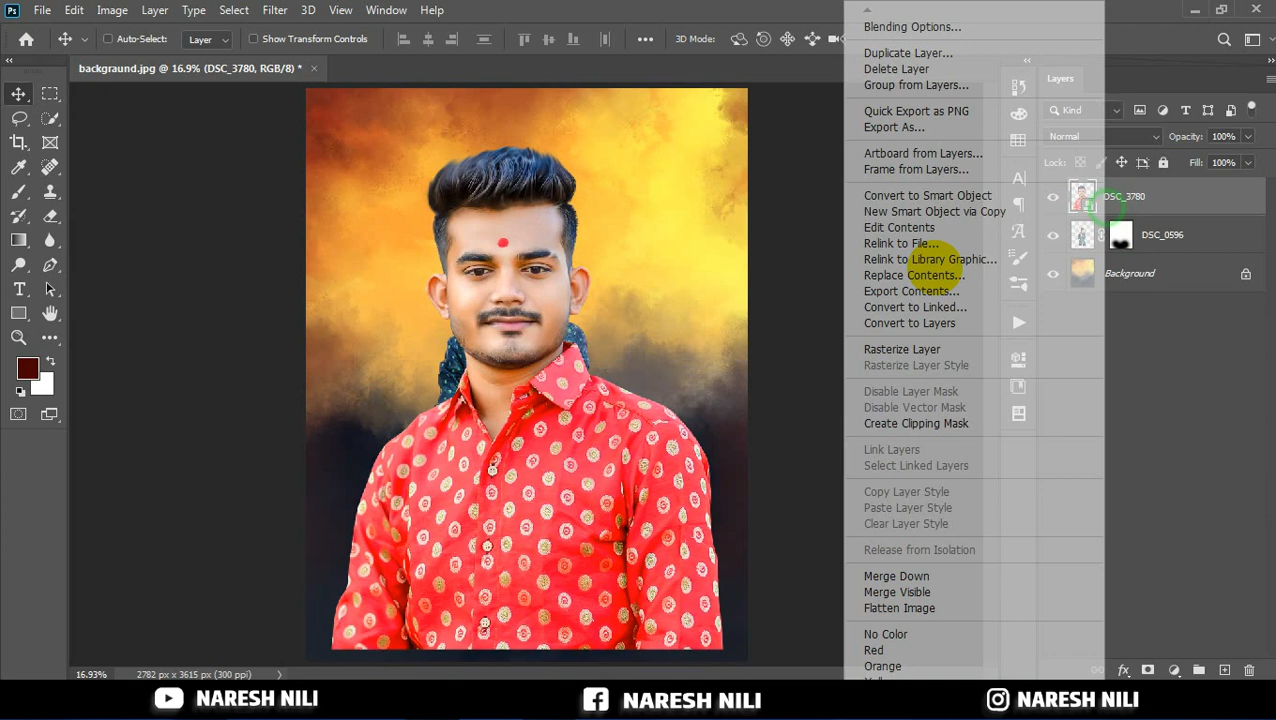 Ps File Edit Image Layer Type Select Filter 3D View Window Help
Auto-Select: Layer Show Transform Controls 3D Mode:
background.jpg @ 16.9% (DSC_3780, RGB/8) *
Blending Options...
Duplicate Layer...
Delete Layer
Group from Layers...
Quick Export as PNG
Export As...
Artboard from Layers...
Frame from Layers...
Convert to Smart Object
New Smart Object via Copy
Edit Contents
Relink to File...
Relink to Library Graphic...
Replace Contents...
Export Contents...
Convert to Linked...
Convert to Layers
Rasterize Layer
Rasterize Layer Style
Disable Layer Mask
Disable Vector Mask
Create Clipping Mask
Link Layers
Select Linked Layers
Copy Layer Style
Paste Layer Style
Clear Layer Style
Release from Isolation
Merge Down
Merge Visible
Flatten Image
No Color
Red
Orange
Layers
Kind
Normal Opacity: 100%
Lock: Fill: 100%
DSC_3780
DSC_0596
Background
16.93% 2782 px x 3615 px (300 ppi)
NARESH NILI NARESH NILI NARESH NILI